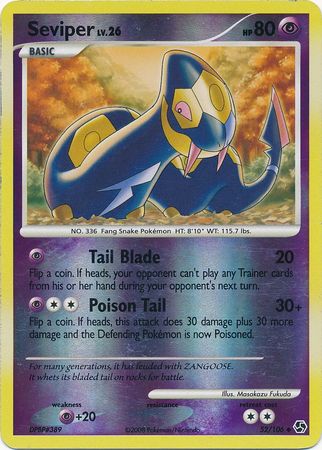 Seviper LV.26 HP 80
BASIC
NO. 336 Fang Snake Pokémon HT: 8'10" WT: 115.7 lbs.
Tail Blade 20
Flip a coin. If heads, your opponent can't play any Trainer cards
from his or her hand during your opponent's next turn.
Poison Tail 30+
Flip a coin. If heads, this attack does 30 damage plus 30 more
damage and the Defending Pokémon is now Poisoned.
For many generations, it has feuded with ZANGOOSE.
It whets its bladed tail on rocks for battle.
Illus. Masakazu Fukuda
weakness resistance retreat cost
+20
DPBP#389 ©2008 Pokémon/Nintendo 52/106